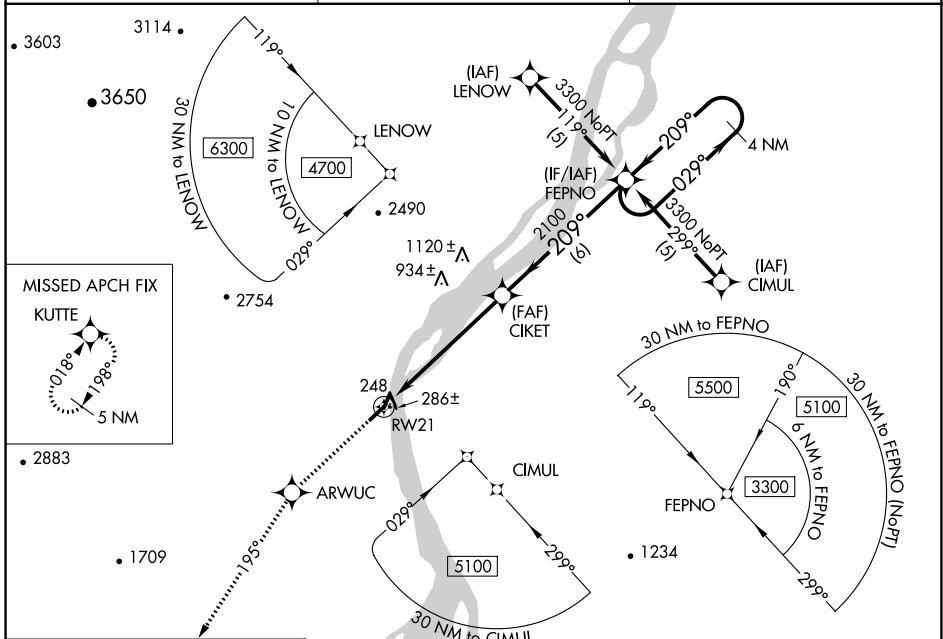 3603
3114
3650
119°
30 NM to LENOW
10 NM to LENOW
6300
4700
LENOW
029°
2490
2754
(IAF)
LENOW
3300 NoPT
119°
(5)
(IF/IAF)
FEPNO
209°
029°
4 NM
3300 NoPT
299°
(5)
(IAF)
CIMUL
2100
209°
(6)
1120 ±
934 ±
(FAF)
CIKET
MISSED APCH FIX
KUTTE
018°
198°
5 NM
248
286±
RW21
30 NM to FEPNO
5500
119°
190°
5100
30 NM to FEPNO (NoPT)
6 NM to FEPNO
3300
FEPNO
299°
2883
ARWUC
195°
1709
CIMUL
029°
299°
5100
30 NM to CIMUL
1234